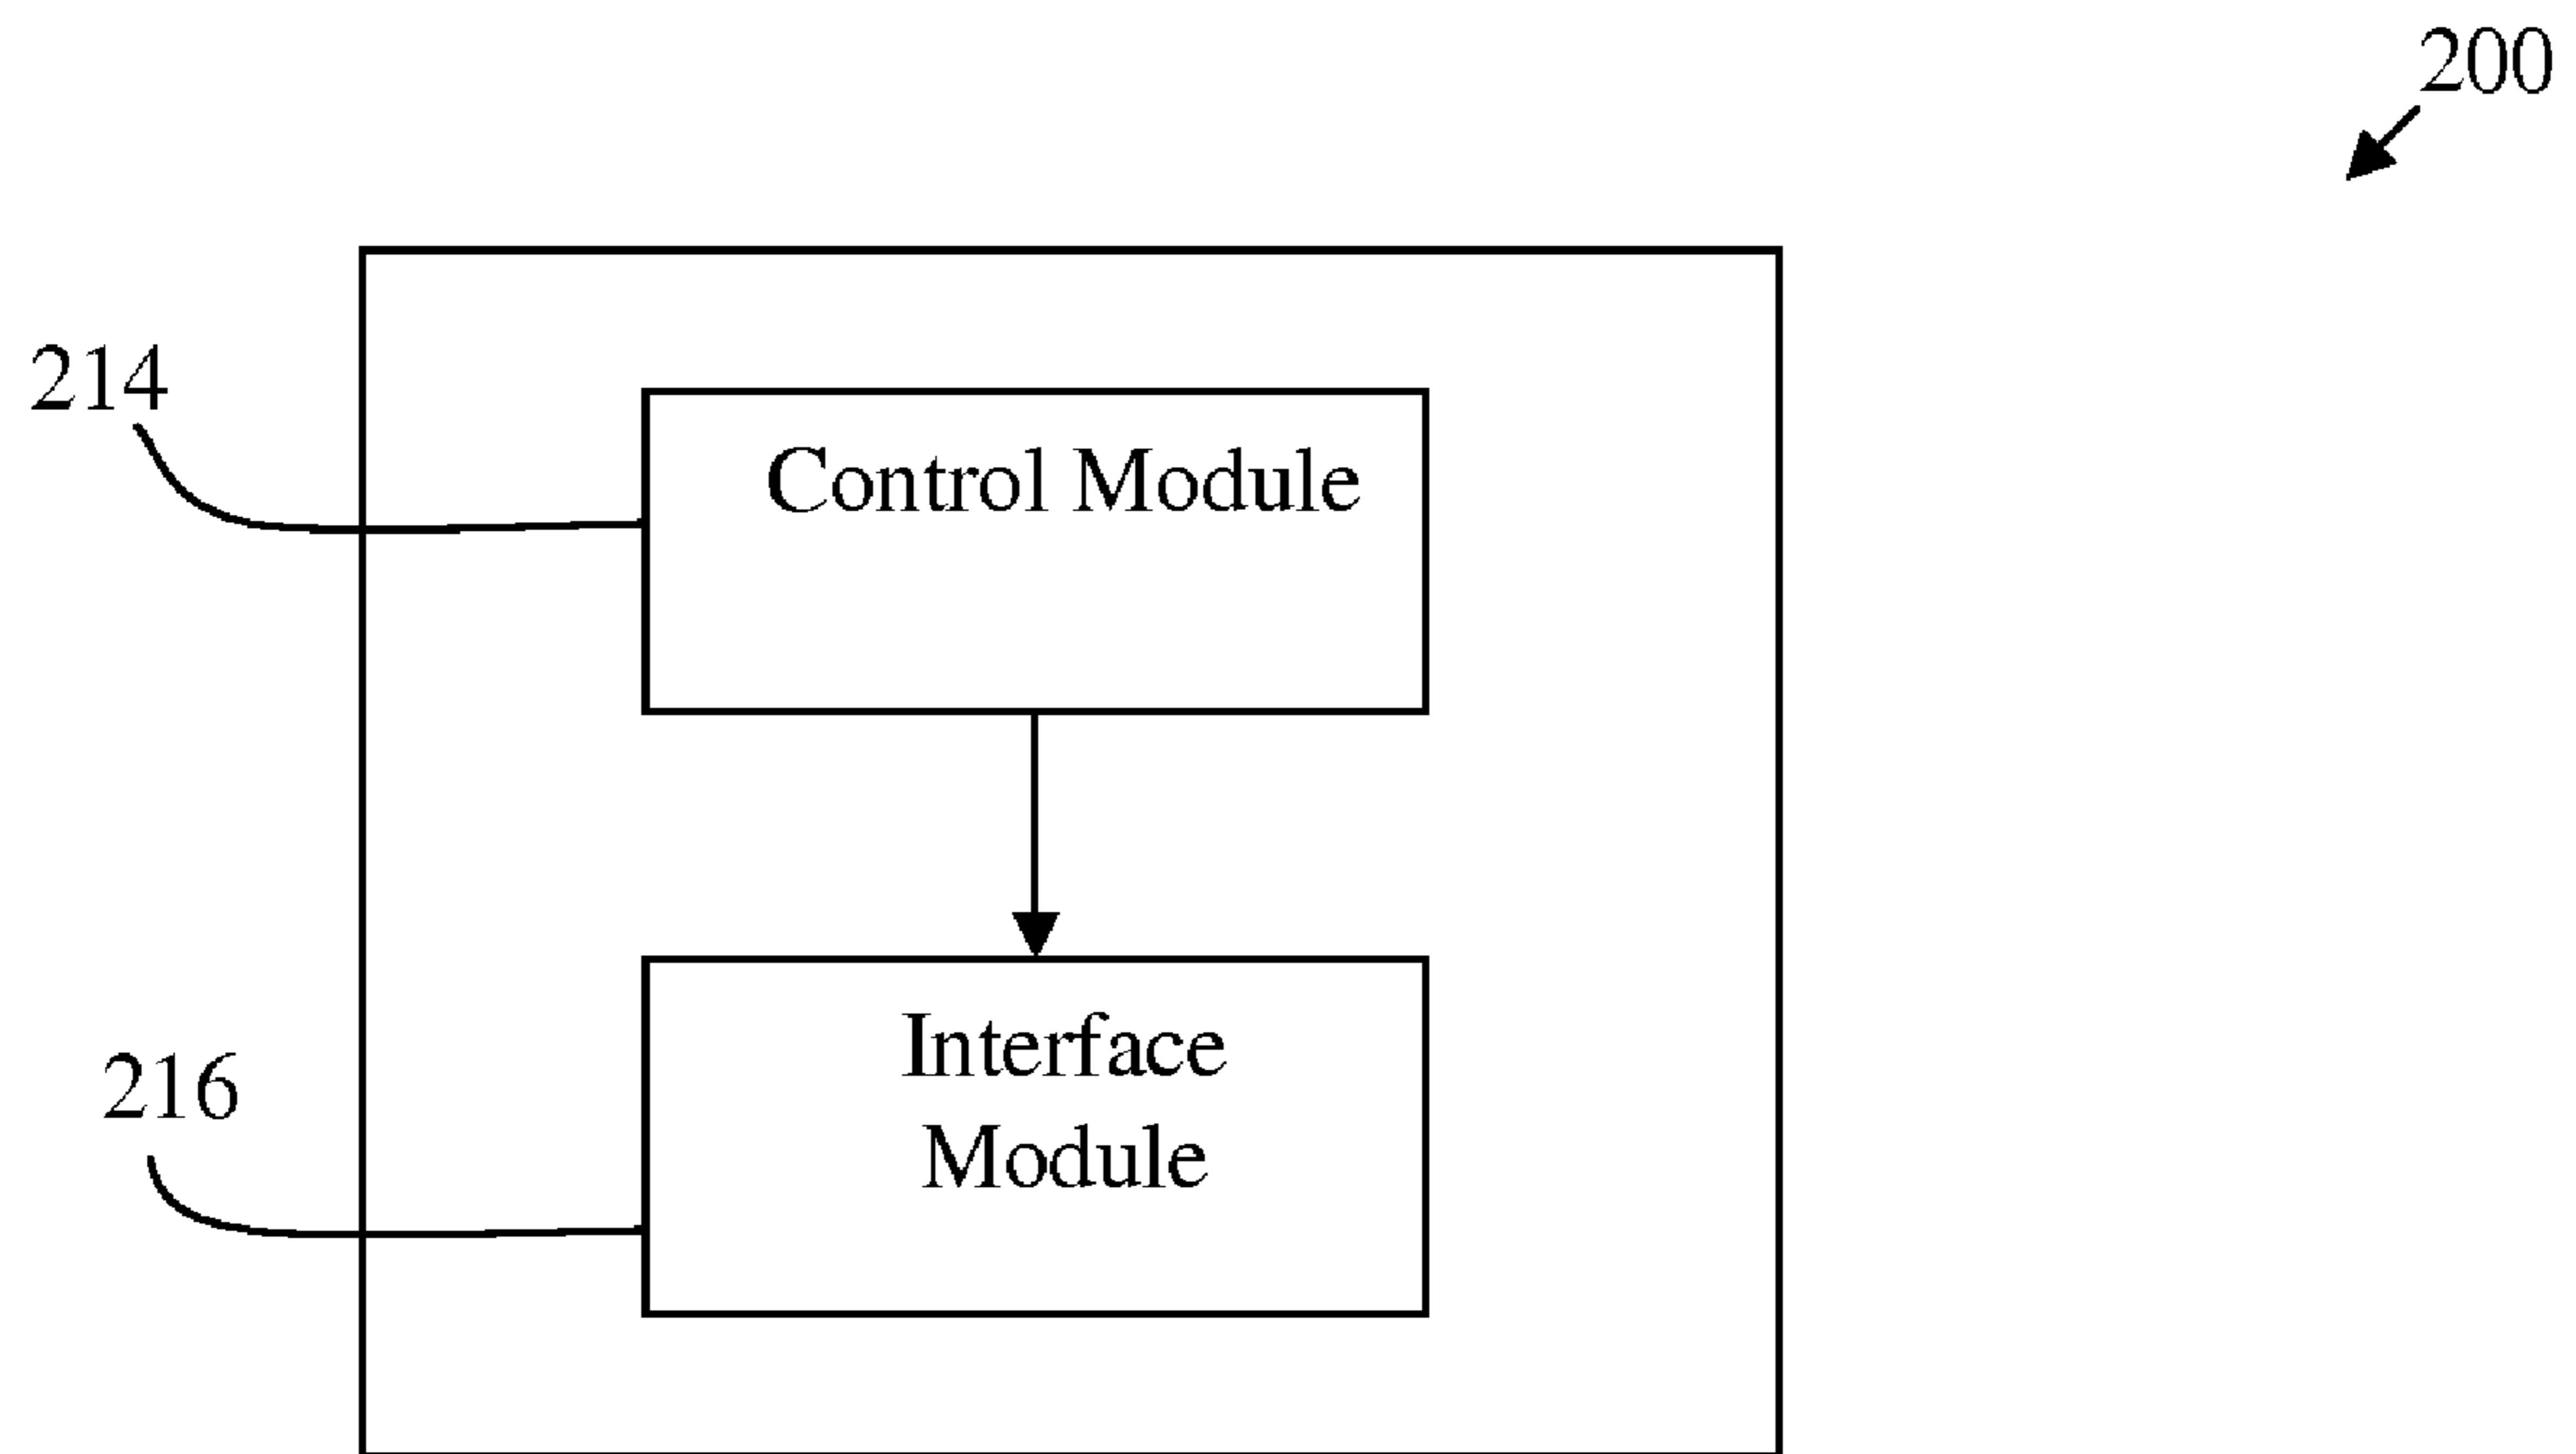 200
214
Control Module
Interface
Module
216